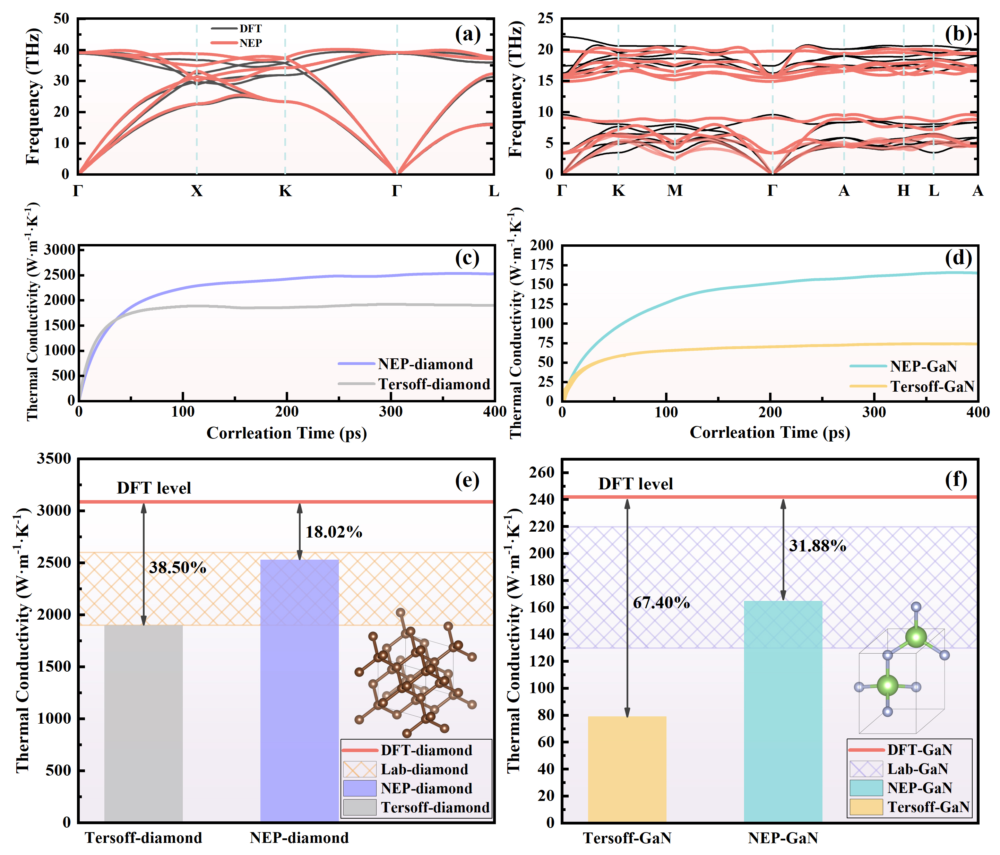 (a)
DFT
NEP
Frequency (THz)
50
40
30
20
10
0
Γ X K Γ L
(b)
Frequency (THz)
25
20
15
10
5
0
Γ K M Γ A H L A
(c)
Thermal Conductivity (W·m⁻¹·K⁻¹)
3000
2500
2000
1500
1000
500
0
NEP-diamond
Tersoff-diamond
0 100 200 300 400
Corrleation Time (ps)
(d)
Thermal Conductivity (W·m⁻¹·K⁻¹)
200
175
150
125
100
75
50
25
0
NEP-GaN
Tersoff-GaN
0 100 200 300 400
Corrleation Time (ps)
(e)
Thermal Conductivity (W·m⁻¹·K⁻¹)
3500
3000
2500
2000
1500
1000
500
0
DFT level
18.02%
38.50%
DFT-diamond
Lab-diamond
NEP-diamond
Tersoff-diamond
Tersoff-diamond NEP-diamond
(f)
Thermal Conductivity (W·m⁻¹·K⁻¹)
260
240
220
200
180
160
140
120
100
80
60
40
20
0
DFT level
31.88%
67.40%
DFT-GaN
Lab-GaN
NEP-GaN
Tersoff-GaN
Tersoff-GaN NEP-GaN